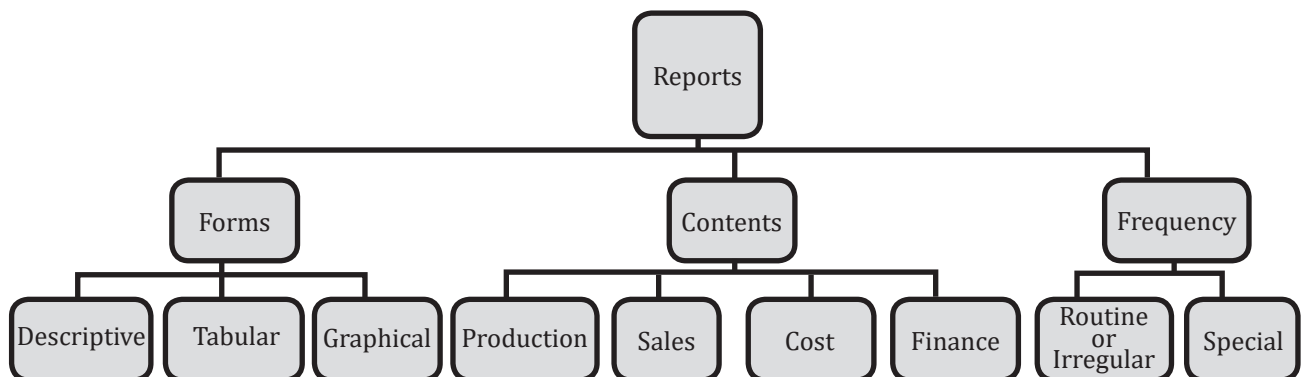 Reports
Forms
Contents
Frequency
Descriptive
Tabular
Graphical
Production
Sales
Cost
Finance
Routine
or
Irregular
Special